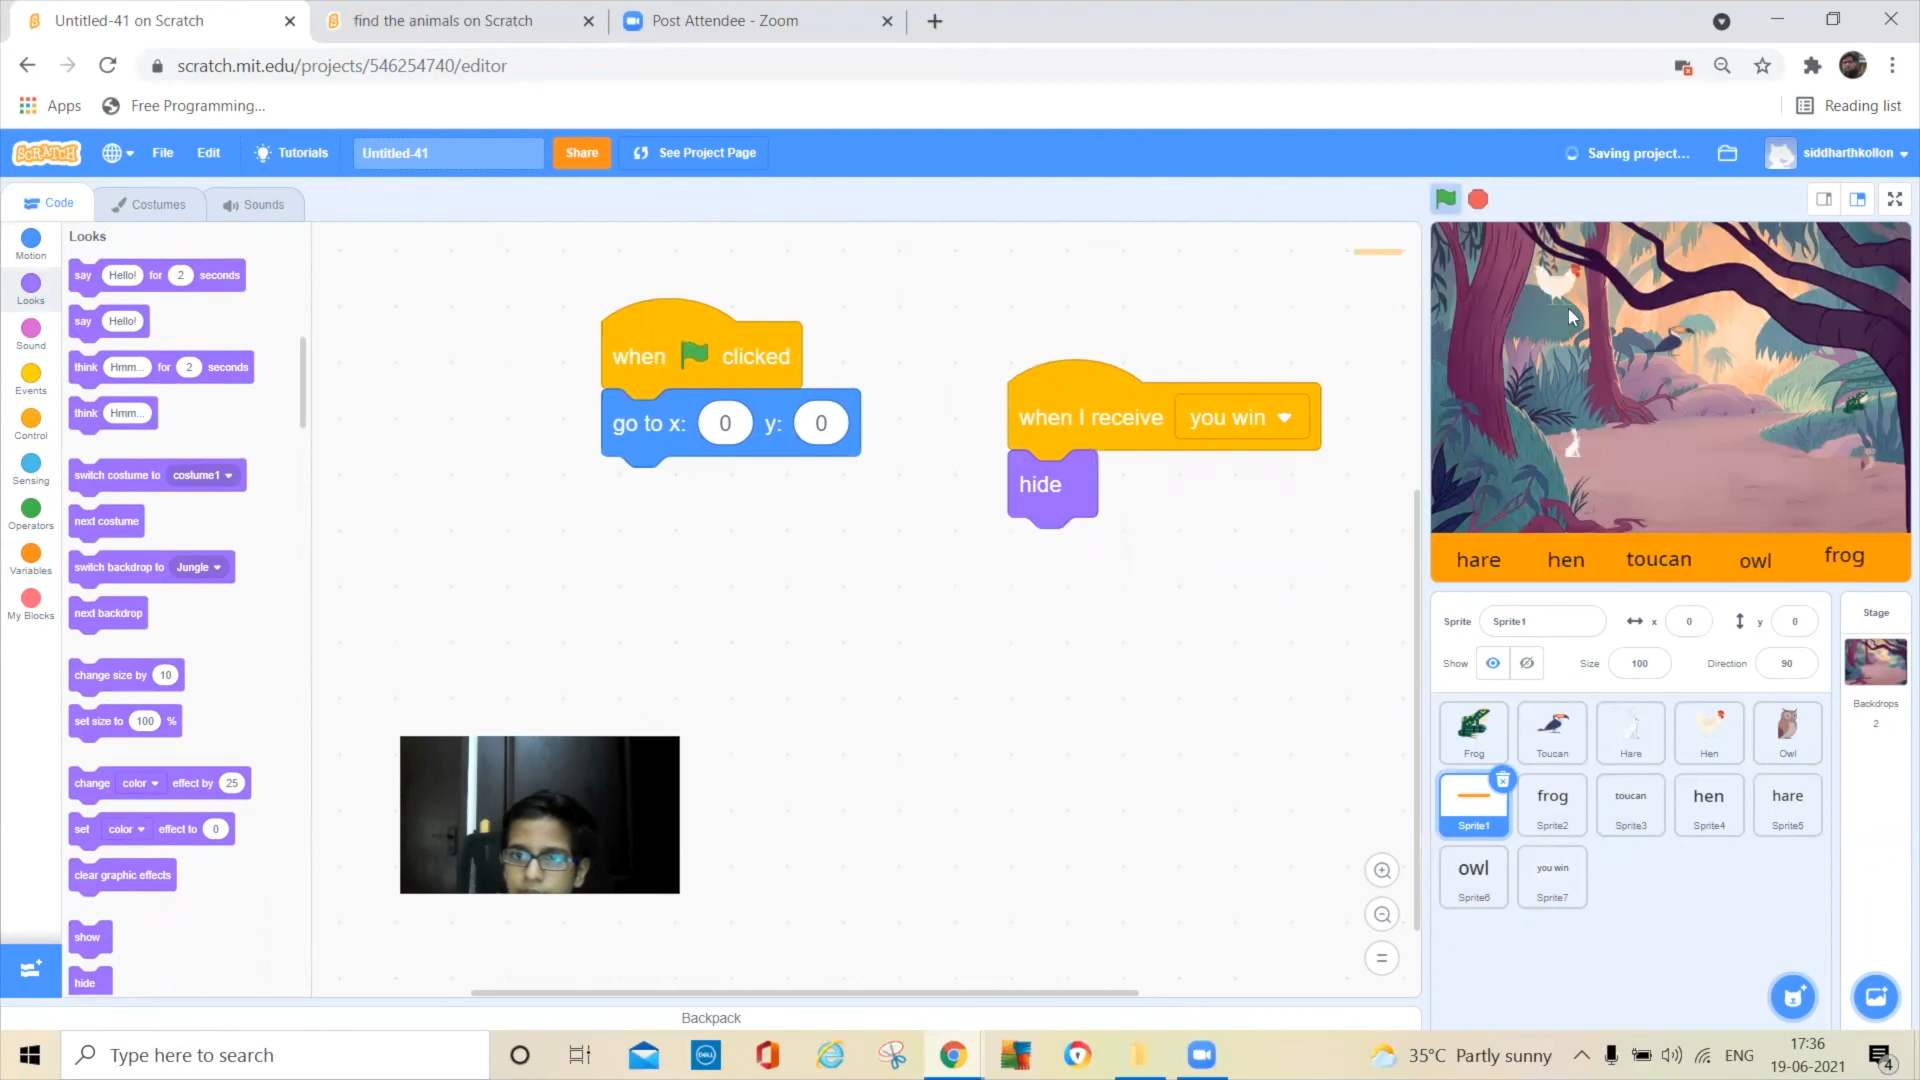 Untitled-41 on Scratch
find the animals on Scratch
Post Attendee - Zoom
scratch.mit.edu/projects/546254740/editor
Apps
Free Programming...
Reading list
SCRATCH
File
Edit
Tutorials
Untitled-41
Share
See Project Page
Saving project...
siddharthkollon
Code
Costumes
Sounds
Motion
Looks
Sound
Events
Control
Sensing
Operators
Variables
My Blocks
Looks
say Hello! for 2 seconds
say Hello!
think Hmm... for 2 seconds
think Hmm...
switch costume to costume1
next costume
switch backdrop to Jungle
next backdrop
change size by 10
set size to 100 %
change color effect by 25
set color effect to 0
clear graphic effects
show
hide
when clicked
go to x: 0 y: 0
when I receive you win
hide
hare hen toucan owl frog
Sprite Sprite1 x 0 y 0
Show Size 100 Direction 90
Frog
Toucan
Hare
Hen
Owl
Sprite1
frog
Sprite2
toucan
Sprite3
hen
Sprite4
hare
Sprite5
owl
Sprite6
you win
Sprite7
Stage
Backdrops
2
Backpack
Type here to search
DELL
35°C Partly sunny
ENG
17:36
19-06-2021
4